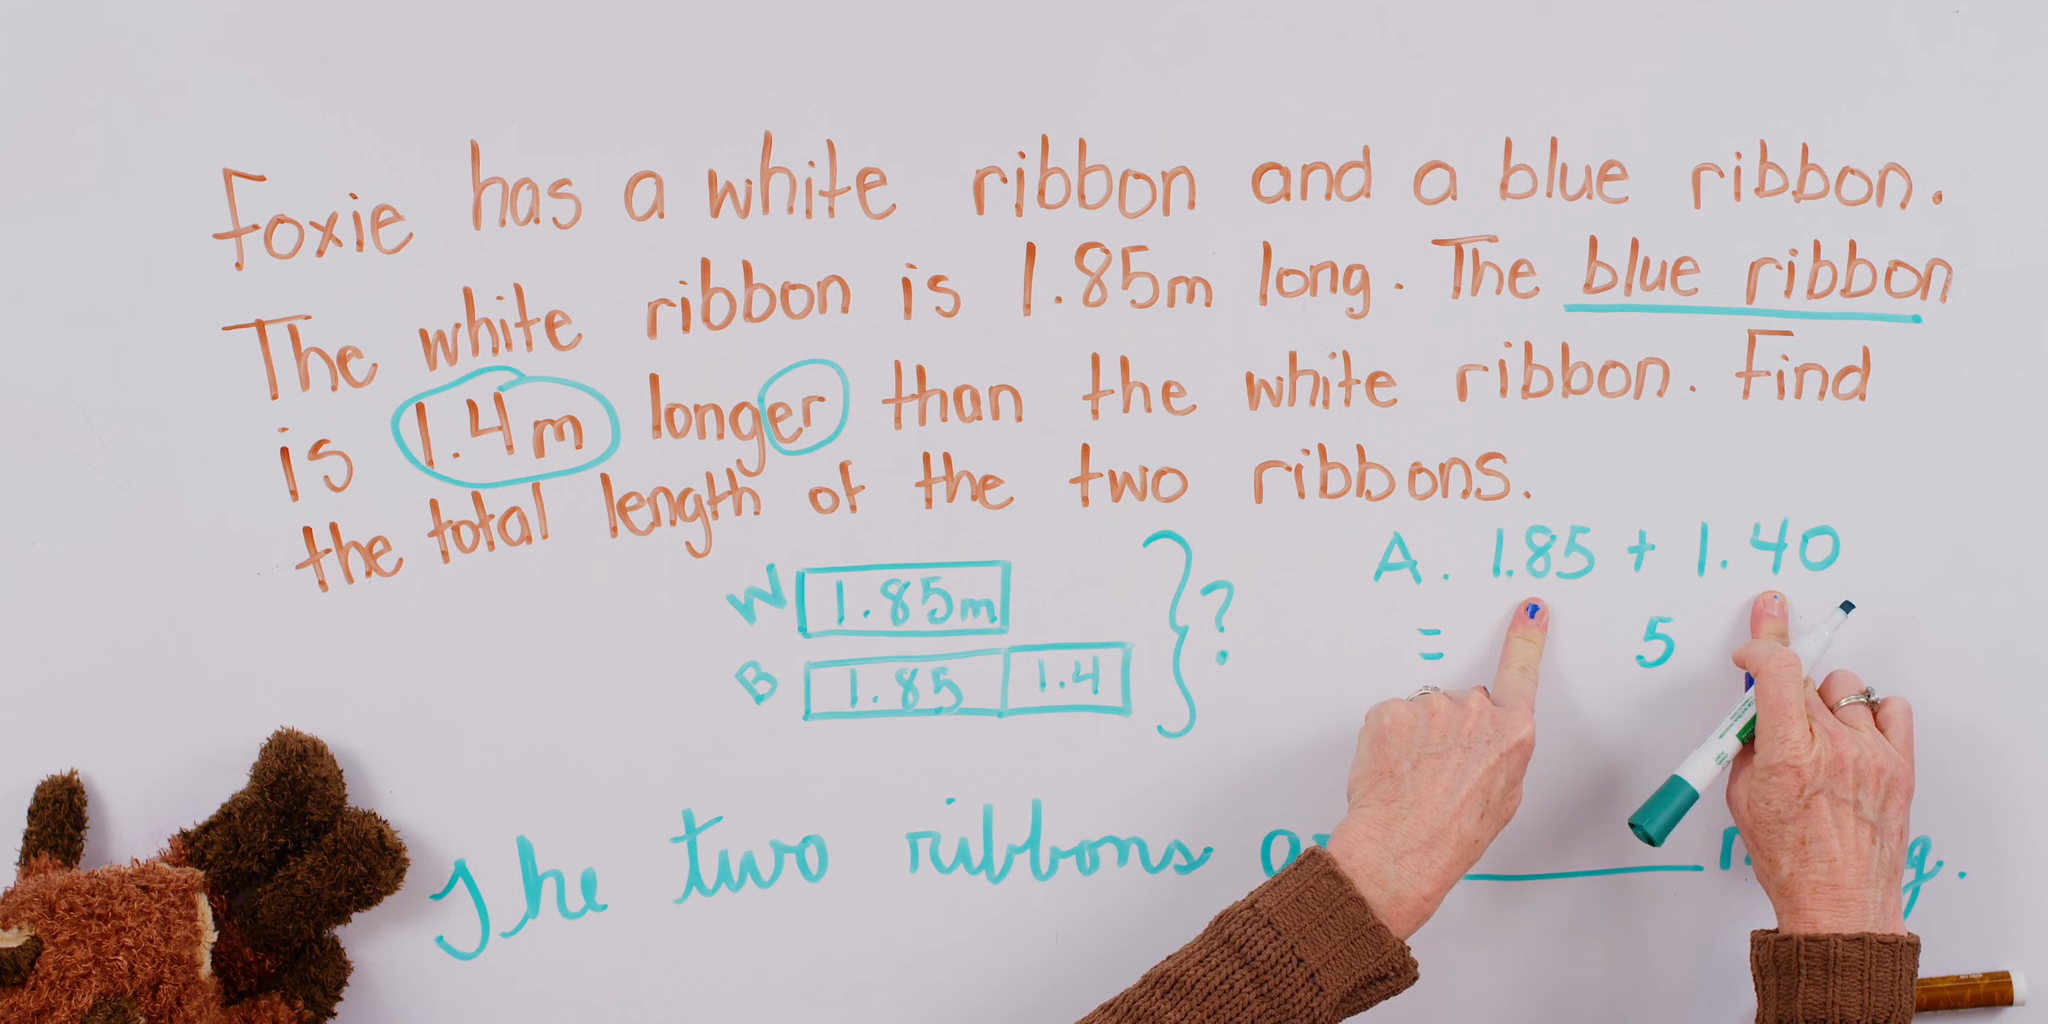 Foxie has a white ribbon and a blue ribbon.
The white ribbon is 1.85m long. The blue ribbon
is 1.4m longer than the white ribbon. Find
the total length of the two ribbons.
W 1.85m
B 1.85 1.4
?
A. 1.85 + 1.40
= 5
The two ribbons